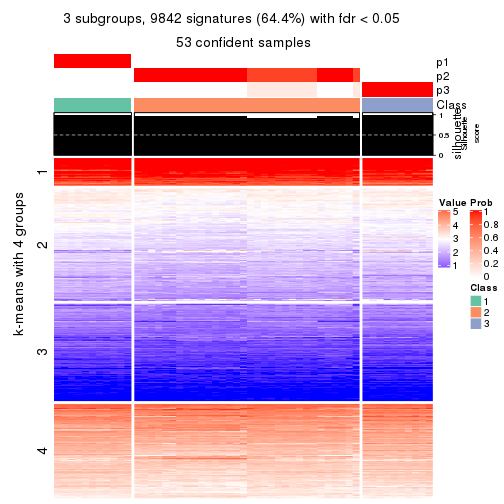 3 subgroups, 9842 signatures (64.4%) with fdr < 0.05
53 confident samples
p1
p2
p3
Class
1
0.5
0
silhouette
Silhouette
score
k-means with 4 groups
1
2
3
4
Value
5
4
3
2
1
Prob
1
0.8
0.6
0.4
0.2
0
Class
1
2
3